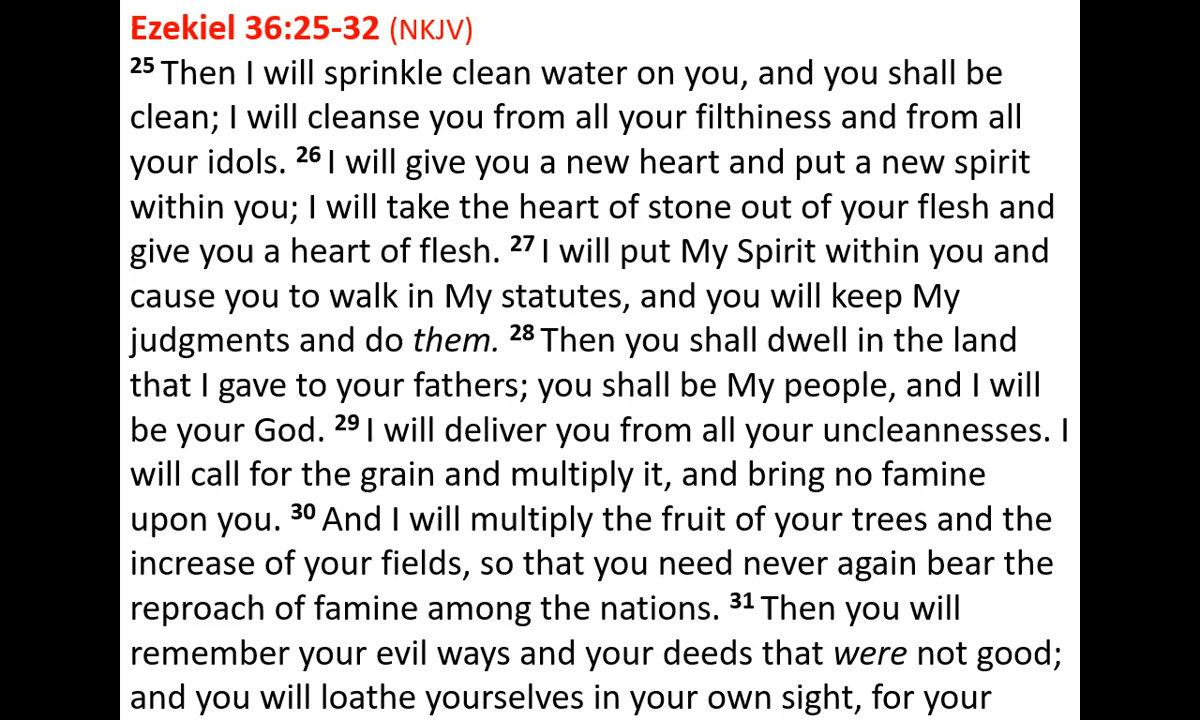 Ezekiel 36:25-32 (NKJV)
25 Then I will sprinkle clean water on you, and you shall be
clean; I will cleanse you from all your filthiness and from all
your idols. 26 I will give you a new heart and put a new spirit
within you; I will take the heart of stone out of your flesh and
give you a heart of flesh. 27 I will put My Spirit within you and
cause you to walk in My statutes, and you will keep My
judgments and do them. 28 Then you shall dwell in the land
that I gave to your fathers; you shall be My people, and I will
be your God. 29 I will deliver you from all your uncleannesses. I
will call for the grain and multiply it, and bring no famine
upon you. 30 And I will multiply the fruit of your trees and the
increase of your fields, so that you need never again bear the
reproach of famine among the nations. 31 Then you will
remember your evil ways and your deeds that were not good;
and you will loathe yourselves in your own sight, for your